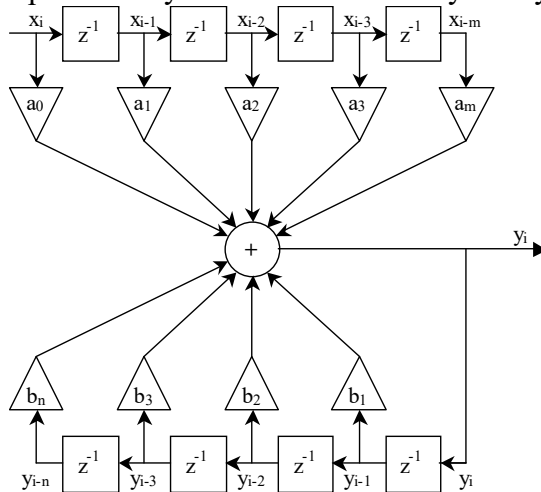 xᵢ xᵢ₋₁ xᵢ₋₂ xᵢ₋₃ xᵢ₋ₘ
z⁻¹ z⁻¹ z⁻¹ z⁻¹
a₀ a₁ a₂ a₃ aₘ
+ yᵢ
bₙ b₃ b₂ b₁
z⁻¹ z⁻¹ z⁻¹ z⁻¹
yᵢ₋ₙ yᵢ₋₃ yᵢ₋₂ yᵢ₋₁ yᵢ